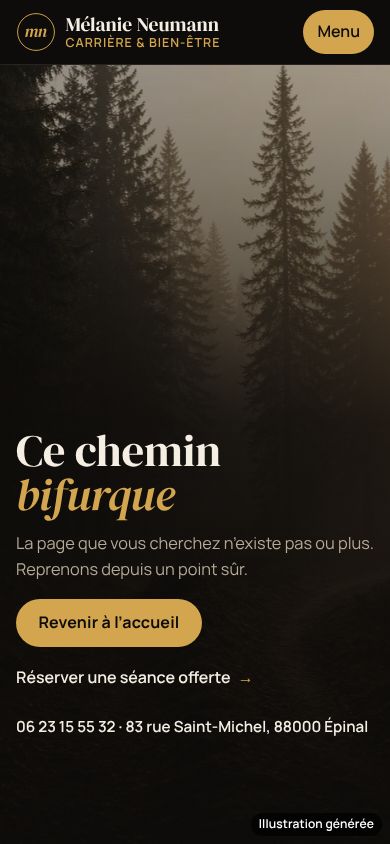 mn
Mélanie Neumann
CARRIÈRE & BIEN-ÊTRE
Menu
Ce chemin
bifurque
La page que vous cherchez n'existe pas ou plus.
Reprenons depuis un point sûr.
Revenir à l'accueil
Réserver une séance offerte →
06 23 15 55 32 · 83 rue Saint-Michel, 88000 Épinal
Illustration générée